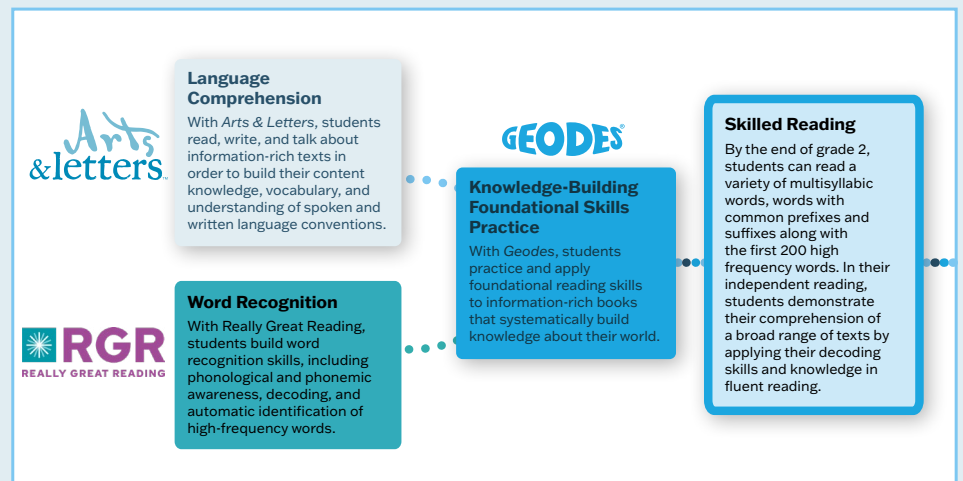 Arts
&letters™
Language
Comprehension
With Arts & Letters, students
read, write, and talk about
information-rich texts in
order to build their content
knowledge, vocabulary, and
understanding of spoken and
written language conventions.
RGR
REALLY GREAT READING
Word Recognition
With Really Great Reading,
students build word
recognition skills, including
phonological and phonemic
awareness, decoding, and
automatic identification of
high-frequency words.
GEODES®
Knowledge-Building
Foundational Skills
Practice
With Geodes, students
practice and apply
foundational reading skills
to information-rich books
that systematically build
knowledge about their world.
Skilled Reading
By the end of grade 2,
students can read a
variety of multisyllabic
words, words with
common prefixes and
suffixes along with
the first 200 high
frequency words. In their
independent reading,
students demonstrate
their comprehension of
a broad range of texts by
applying their decoding
skills and knowledge in
fluent reading.